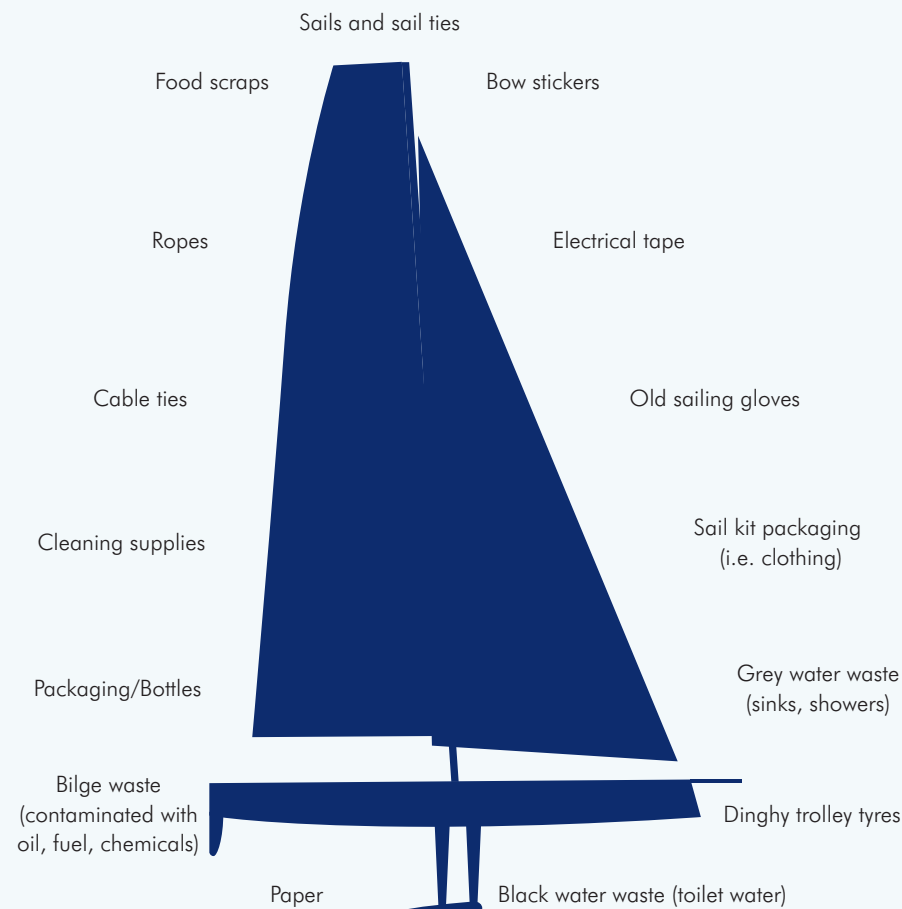 Sails and sail ties
Food scraps
Bow stickers
Ropes
Electrical tape
Cable ties
Old sailing gloves
Cleaning supplies
Sail kit packaging
(i.e. clothing)
Packaging/Bottles
Grey water waste
(sinks, showers)
Bilge waste
(contaminated with
oil, fuel, chemicals)
Dinghy trolley tyres
Paper
Black water waste (toilet water)